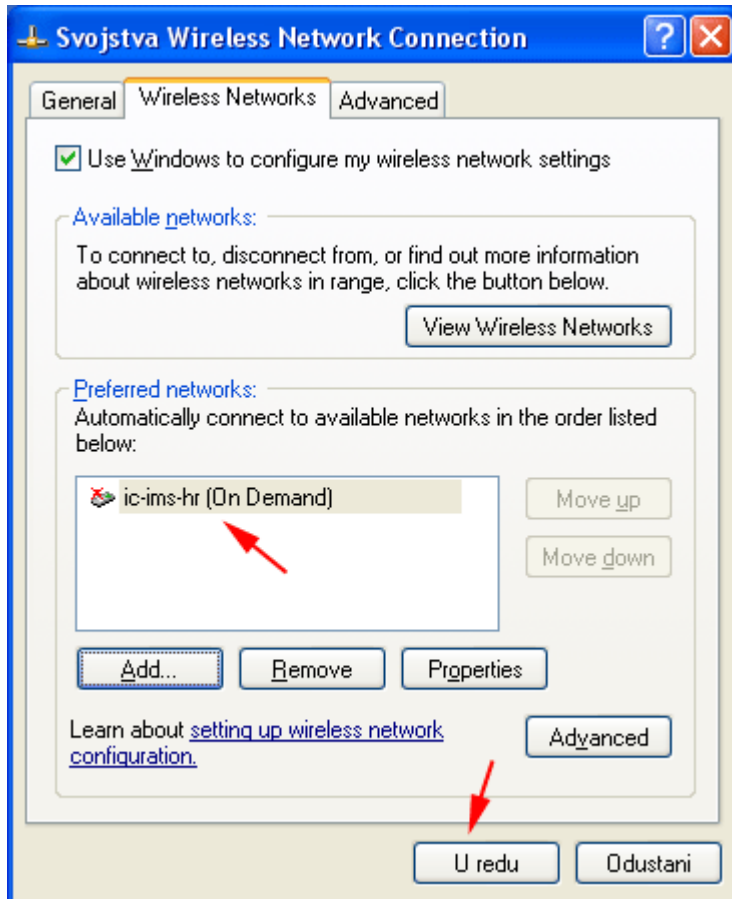 Svojstva Wireless Network Connection
General Wireless Networks Advanced
Use Windows to configure my wireless network settings
Available networks:
To connect to, disconnect from, or find out more information
about wireless networks in range, click the button below.
View Wireless Networks
Preferred networks:
Automatically connect to available networks in the order listed
below:
ic-ims-hr (On Demand)
Move up
Move down
Add... Remove Properties
Learn about setting up wireless network
configuration.
Advanced
U redu Odustani